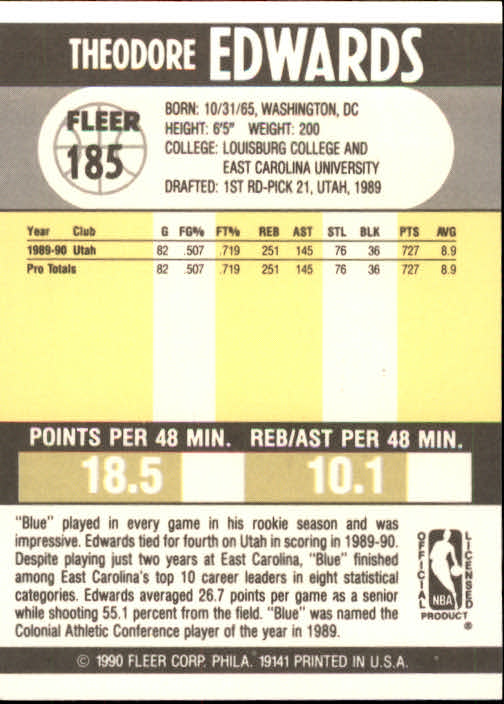 THEODORE EDWARDS
FLEER
185
BORN: 10/31/65, WASHINGTON, DC
HEIGHT: 6'5" WEIGHT: 200
COLLEGE: LOUISBURG COLLEGE AND
EAST CAROLINA UNIVERSITY
DRAFTED: 1ST RD-PICK 21, UTAH, 1989
Year Club G FG% FT% REB AST STL BLK PTS AVG
1989-90 Utah 82 .507 .719 251 145 76 36 727 8.9
Pro Totals 82 .507 .719 251 145 76 36 727 8.9
POINTS PER 48 MIN. REB/AST PER 48 MIN.
18.5 10.1
"Blue" played in every game in his rookie season and was
impressive. Edwards tied for fourth on Utah in scoring in 1989-90.
Despite playing just two years at East Carolina, "Blue" finished
among East Carolina's top 10 career leaders in eight statistical
categories. Edwards averaged 26.7 points per game as a senior
while shooting 55.1 percent from the field. "Blue" was named the
Colonial Athletic Conference player of the year in 1989.
OFFICIAL
LICENSED
NBA
PRODUCT
®
© 1990 FLEER CORP. PHILA. 19141 PRINTED IN U.S.A.